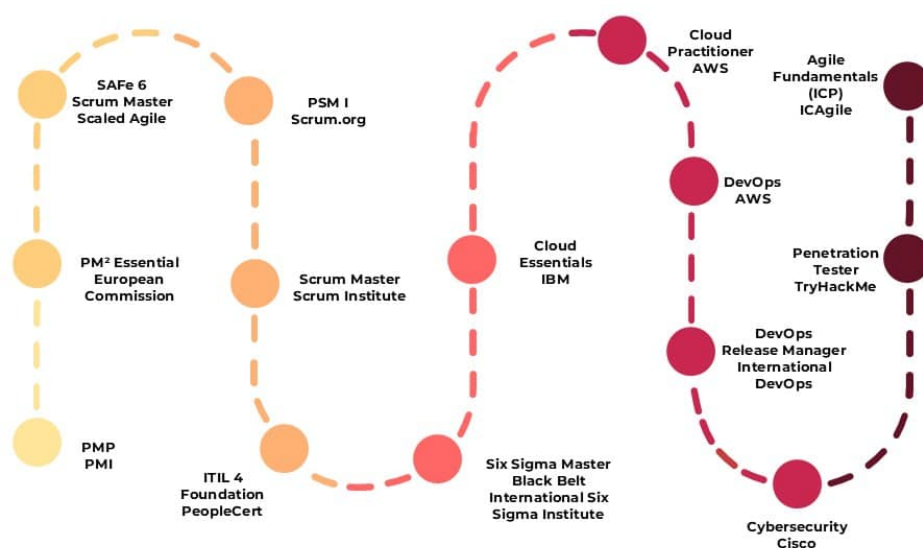 PMP
PMI
PM² Essential
European
Commission
SAFe 6
Scrum Master
Scaled Agile
PSM I
Scrum.org
Scrum Master
Scrum Institute
ITIL 4
Foundation
PeopleCert
Six Sigma Master
Black Belt
International Six
Sigma Institute
Cloud
Essentials
IBM
Cloud
Practitioner
AWS
DevOps
AWS
DevOps
Release Manager
International
DevOps
Cybersecurity
Cisco
Penetration
Tester
TryHackMe
Agile
Fundamentals
(ICP)
ICAgile